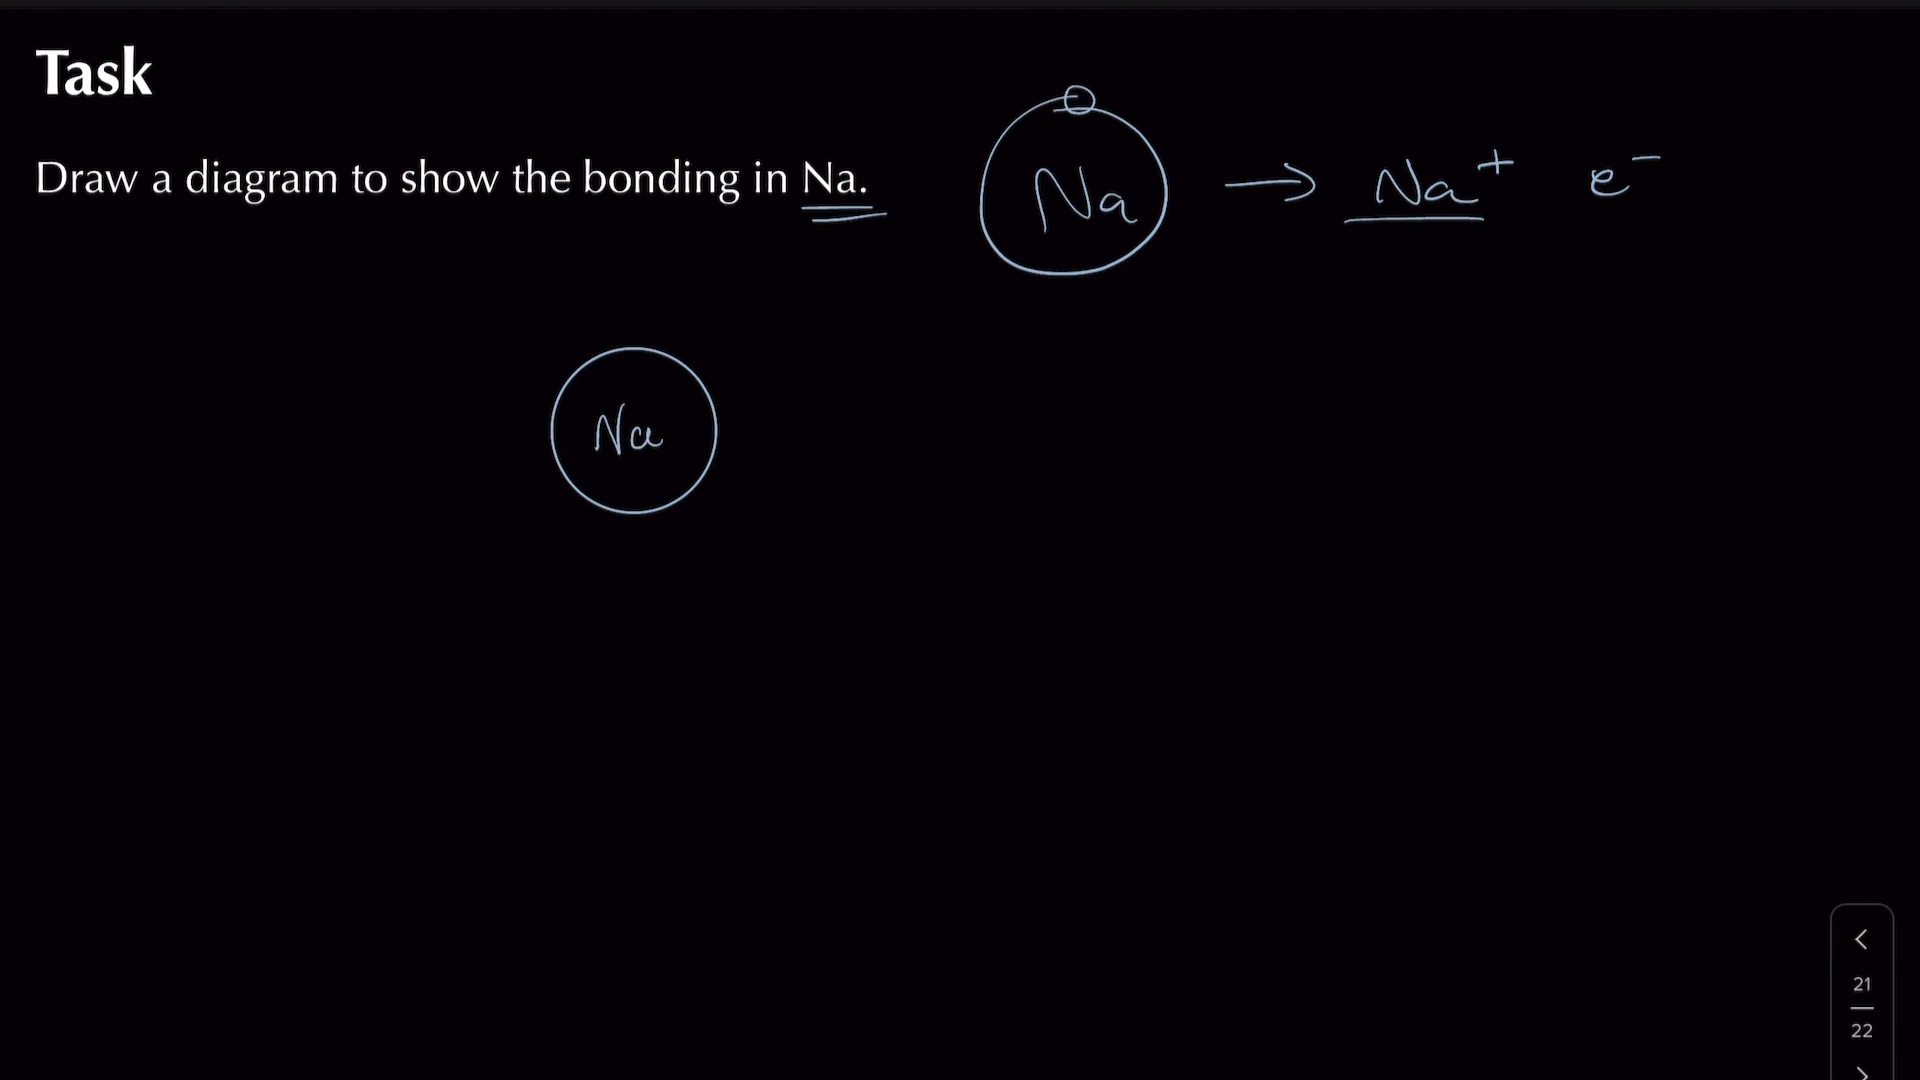 Task
Draw a diagram to show the bonding in Na.
Na → Na⁺ e⁻
Na
21
22